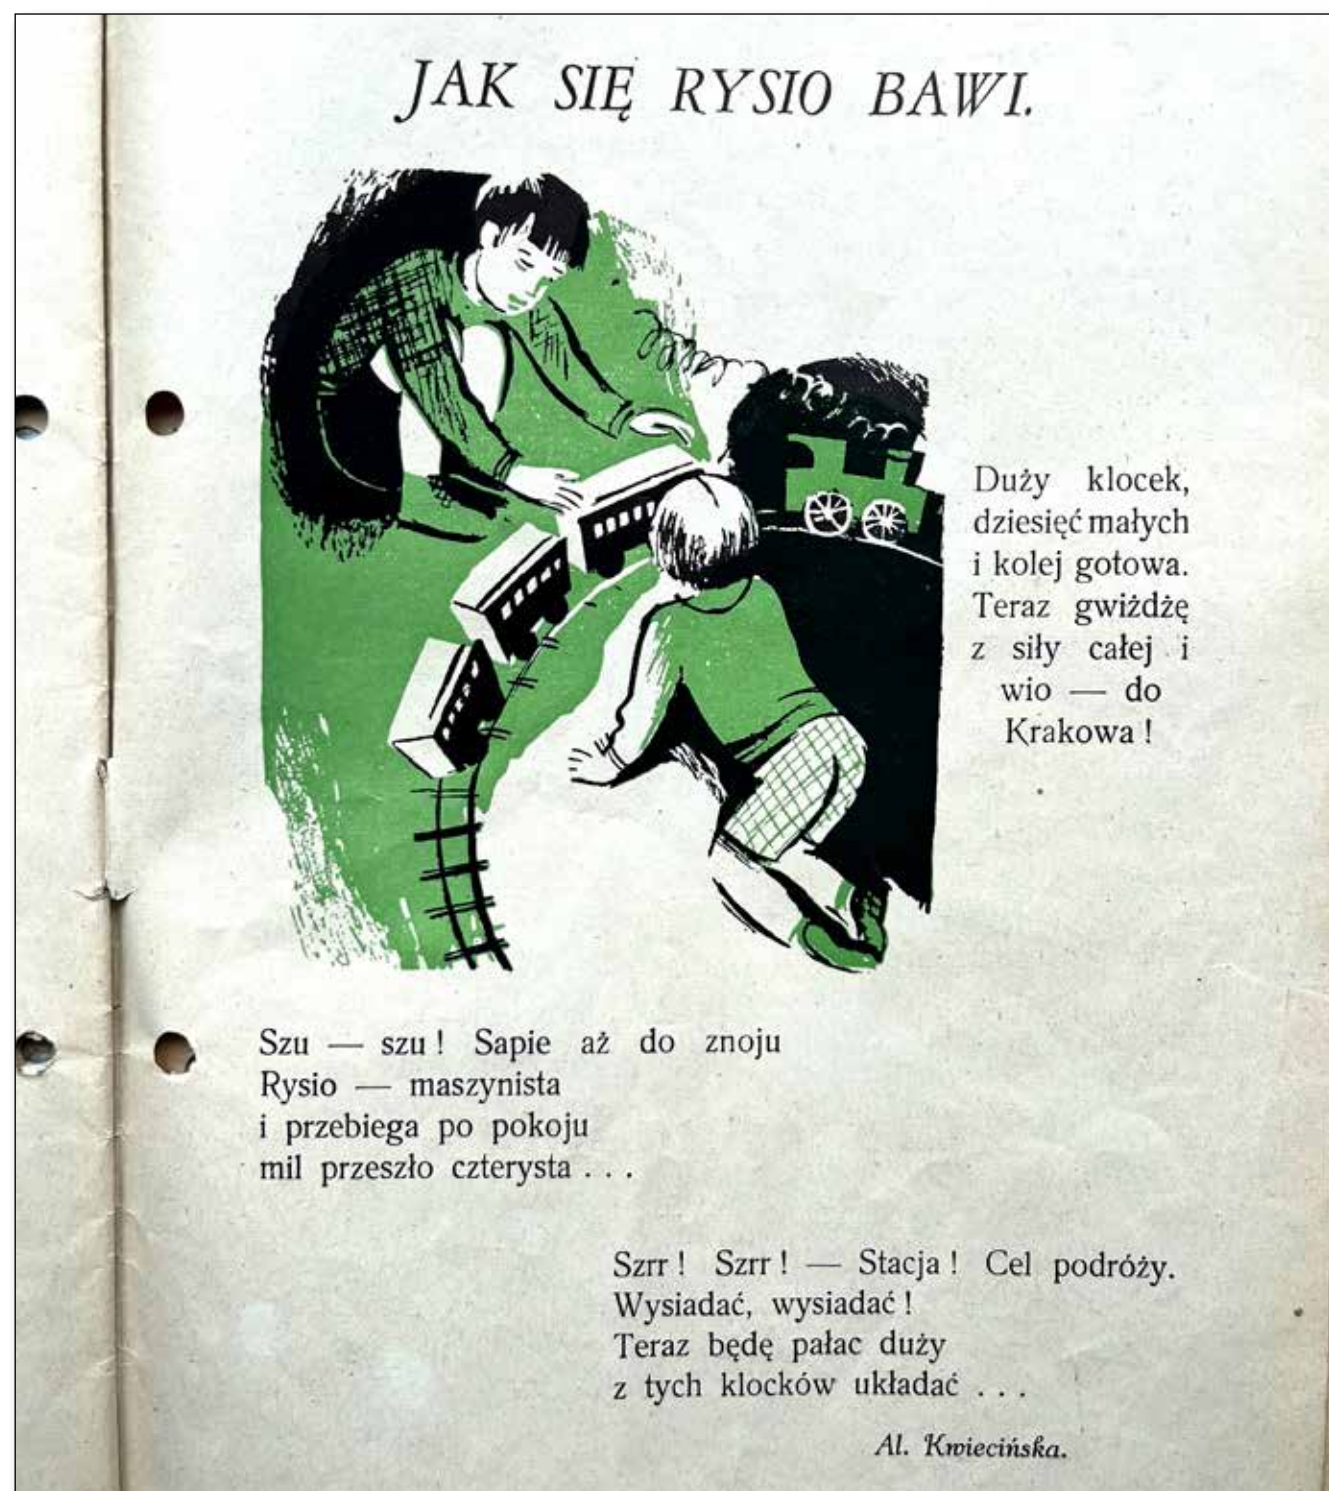 JAK SIĘ RYSIO BAWI.
Duży klocek,
dziesięć małych
i kolej gotowa.
Teraz gwiżdżę
z siły całej i
wio — do
Krakowa !
Szu — szu ! Sapie aż do znoju
Rysio — maszynista
i przebiega po pokoju
mil przeszło czterysta . . .
Szrr ! Szrr ! — Stacja ! Cel podróży.
Wysiadać, wysiadać !
Teraz będę pałac duży
z tych klocków układać . . .
Al. Kwiecińska.